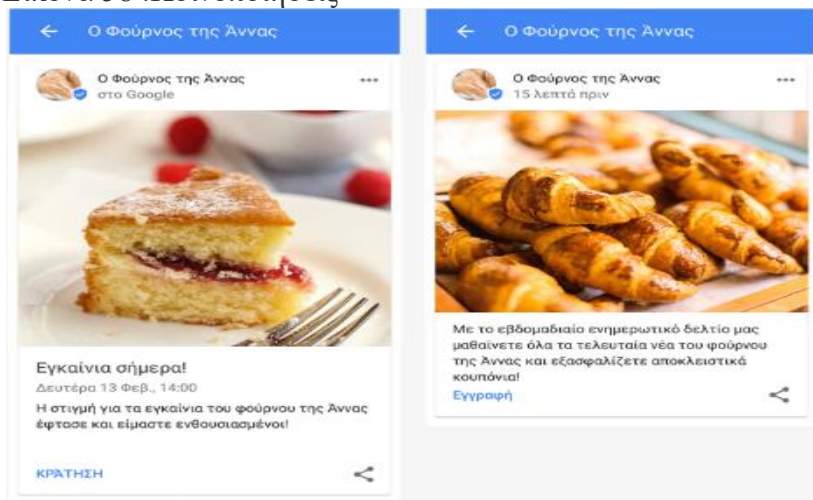 Ο Φούρνος της Άννας
Ο Φούρνος της Άννας
στο Google
Εγκαίνια σήμερα!
Δευτέρα 13 Φεβ., 14:00
Η στιγμή για τα εγκαίνια του φούρνου της Άννας
έφτασε και είμαστε ενθουσιασμένοι!
ΚΡΆΤΗΣΗ
Ο Φούρνος της Άννας
Ο Φούρνος της Άννας
15 λεπτά πριν
Με το εβδομαδιαίο ενημερωτικό δελτίο μας
μαθαίνετε όλα τα τελευταία νέα του φούρνου
της Άννας και εξασφαλίζετε αποκλειστικά
κουπόνια!
Εγγραφή